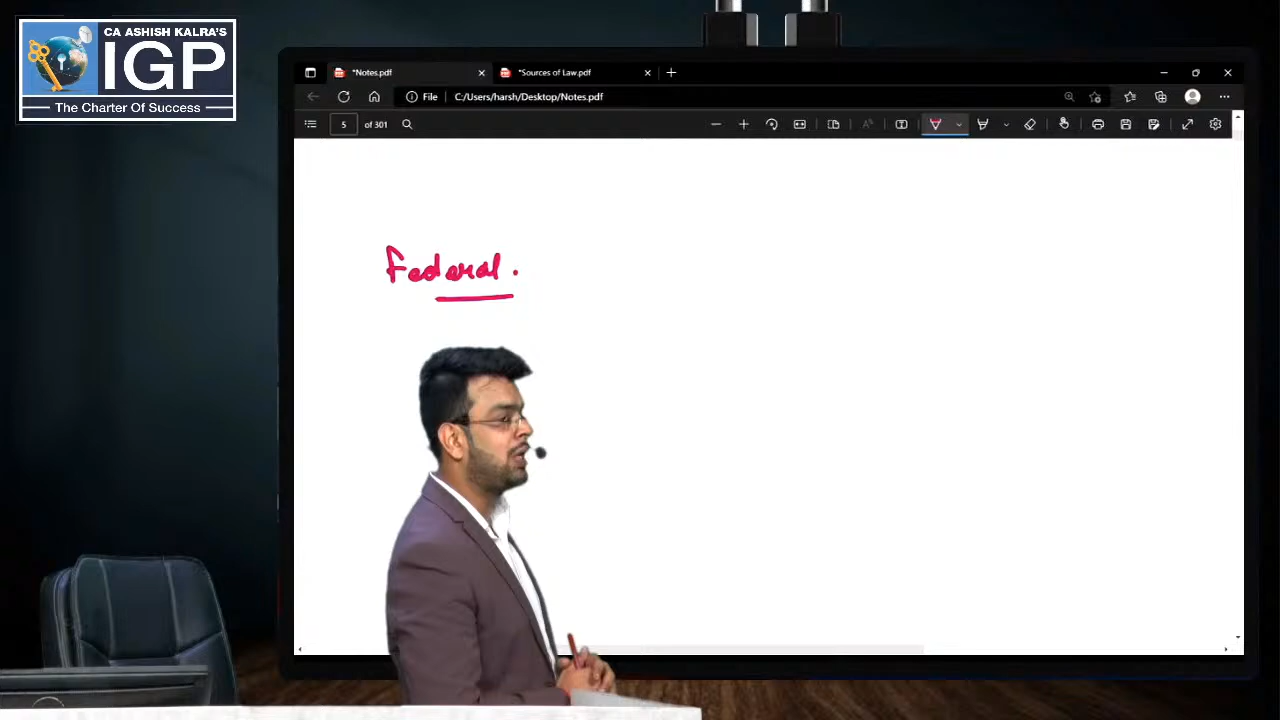 CA ASHISH KALRA'S
IGP
The Charter Of Success
*Notes.pdf
*Sources of Law.pdf
File
C:/Users/harsh/Desktop/Notes.pdf
5
of 301
Federal.